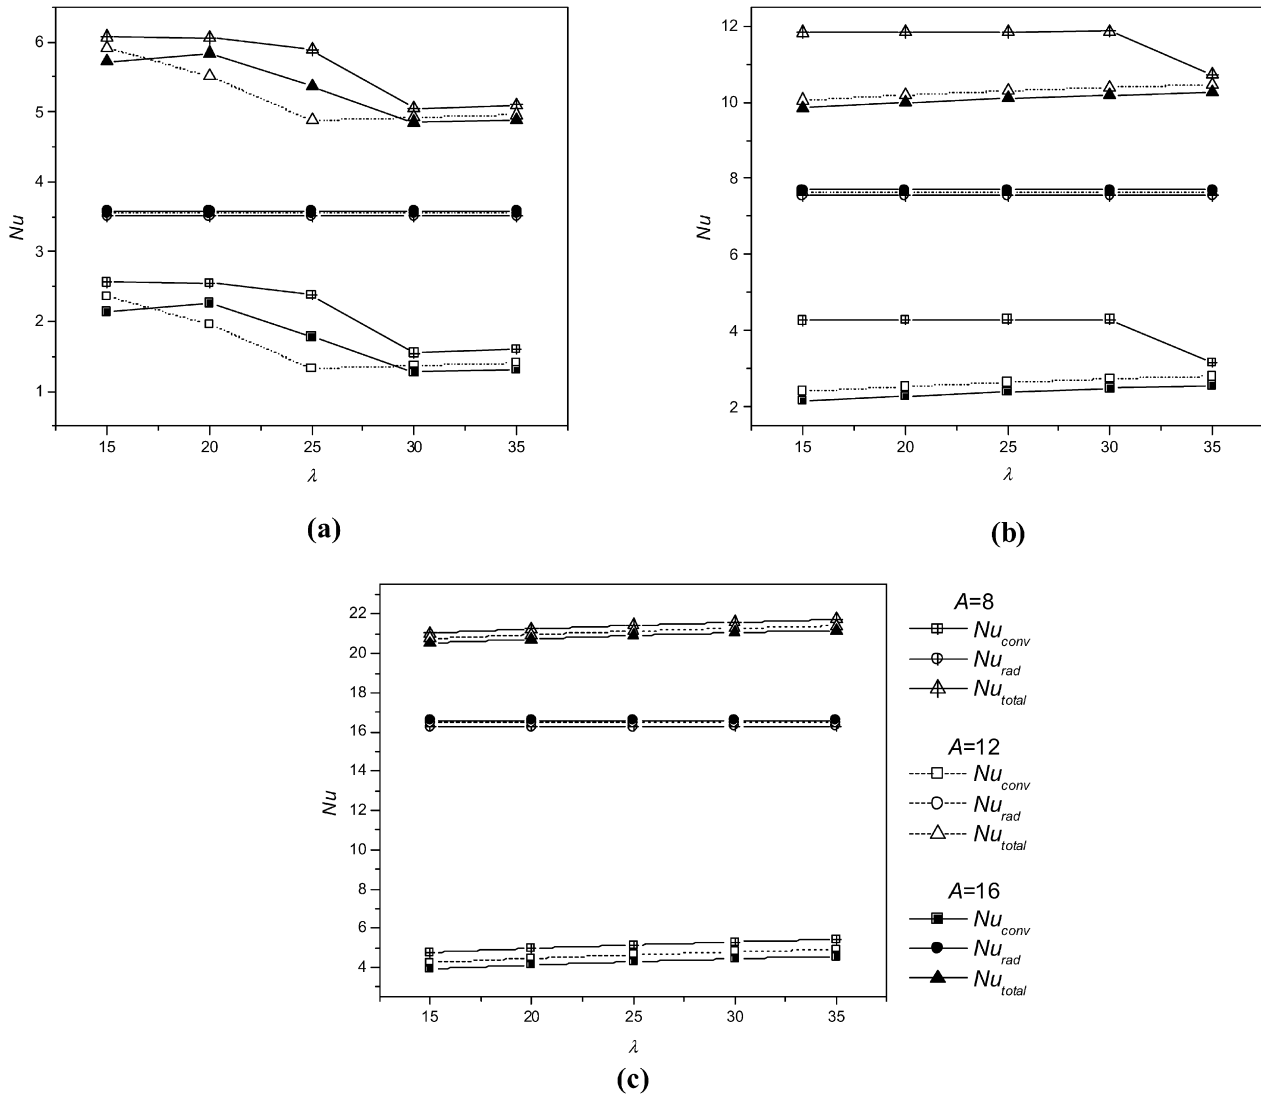 6
5
4
3
2
1
Nu
15 20 25 30 35
λ
(a)
12
10
8
6
4
2
Nu
15 20 25 30 35
λ
(b)
22
20
18
16
14
12
10
8
6
4
Nu
15 20 25 30 35
λ
(c)
A=8
Nu_conv
Nu_rad
Nu_total
A=12
Nu_conv
Nu_rad
Nu_total
A=16
Nu_conv
Nu_rad
Nu_total